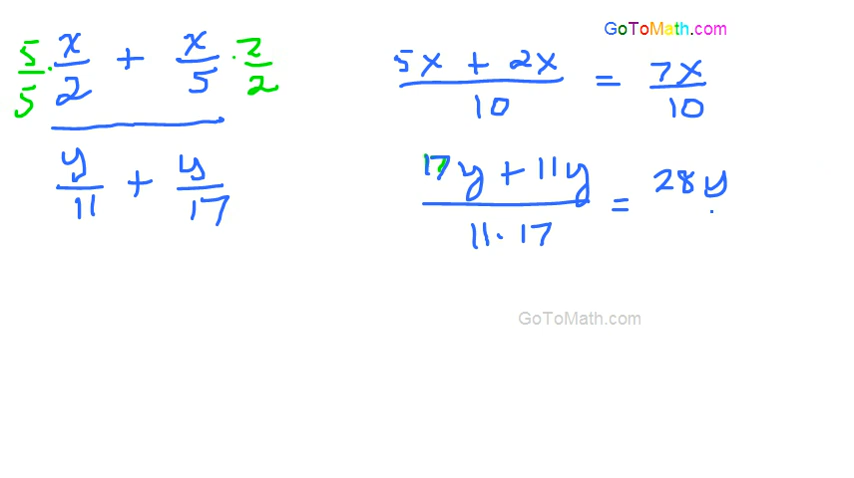 GoToMath.com
5/5 · x/2 + x/5 · 2/2
y/11 + y/17
5x + 2x / 10 = 7x / 10
17y + 11y / 11 · 17 = 28y
GoToMath.com